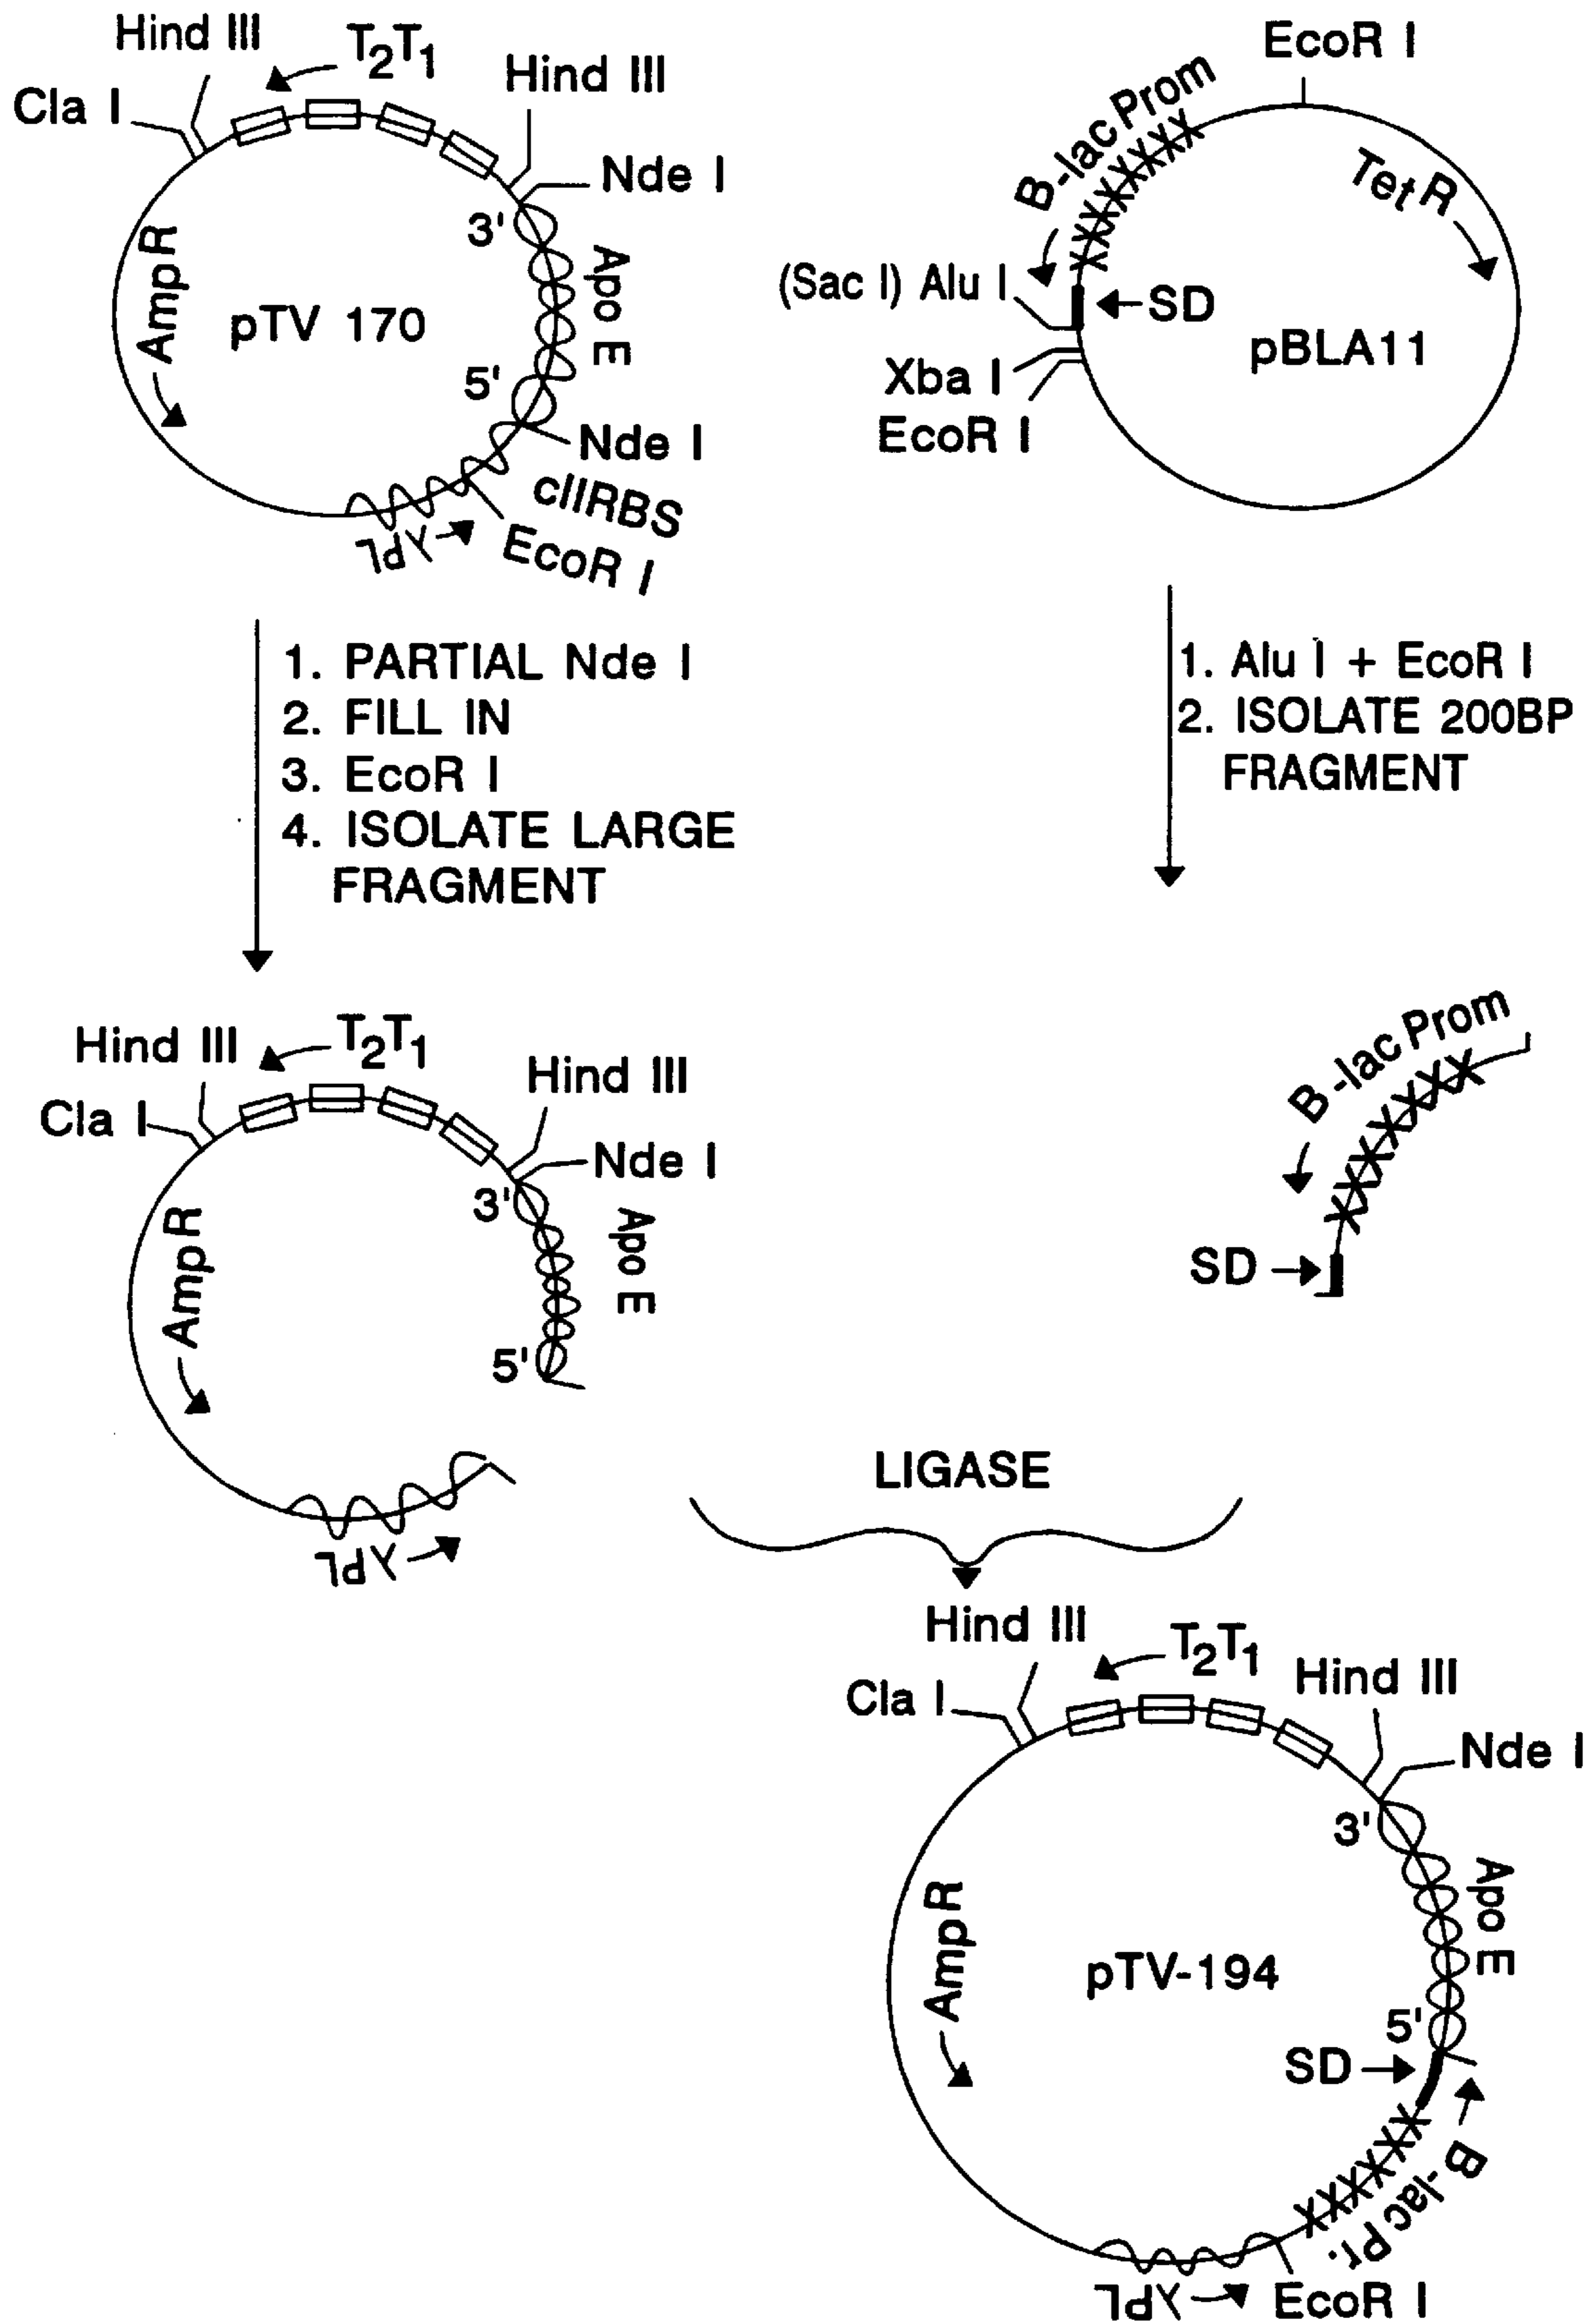 Hind III
T2T1
Hind III
Cla I
Nde I
3'
Apo E
AmpR
pTV 170
5'
Nde I
cIIRBS
λPL
EcoR I
EcoR I
B-lac Prom
TetR
(Sac I) Alu I
SD
pBLA11
Xba I
EcoR I
1. PARTIAL Nde I
2. FILL IN
3. EcoR I
4. ISOLATE LARGE
FRAGMENT
1. Alu I + EcoR I
2. ISOLATE 200BP
FRAGMENT
Hind III
T2T1
Hind III
Cla I
Nde I
3'
Apo E
AmpR
5'
λPL
B-lac Prom
SD
LIGASE
Hind III
T2T1
Hind III
Cla I
Nde I
3'
Apo E
AmpR
pTV-194
5'
SD
B-lac Pr.
λPL
EcoR I